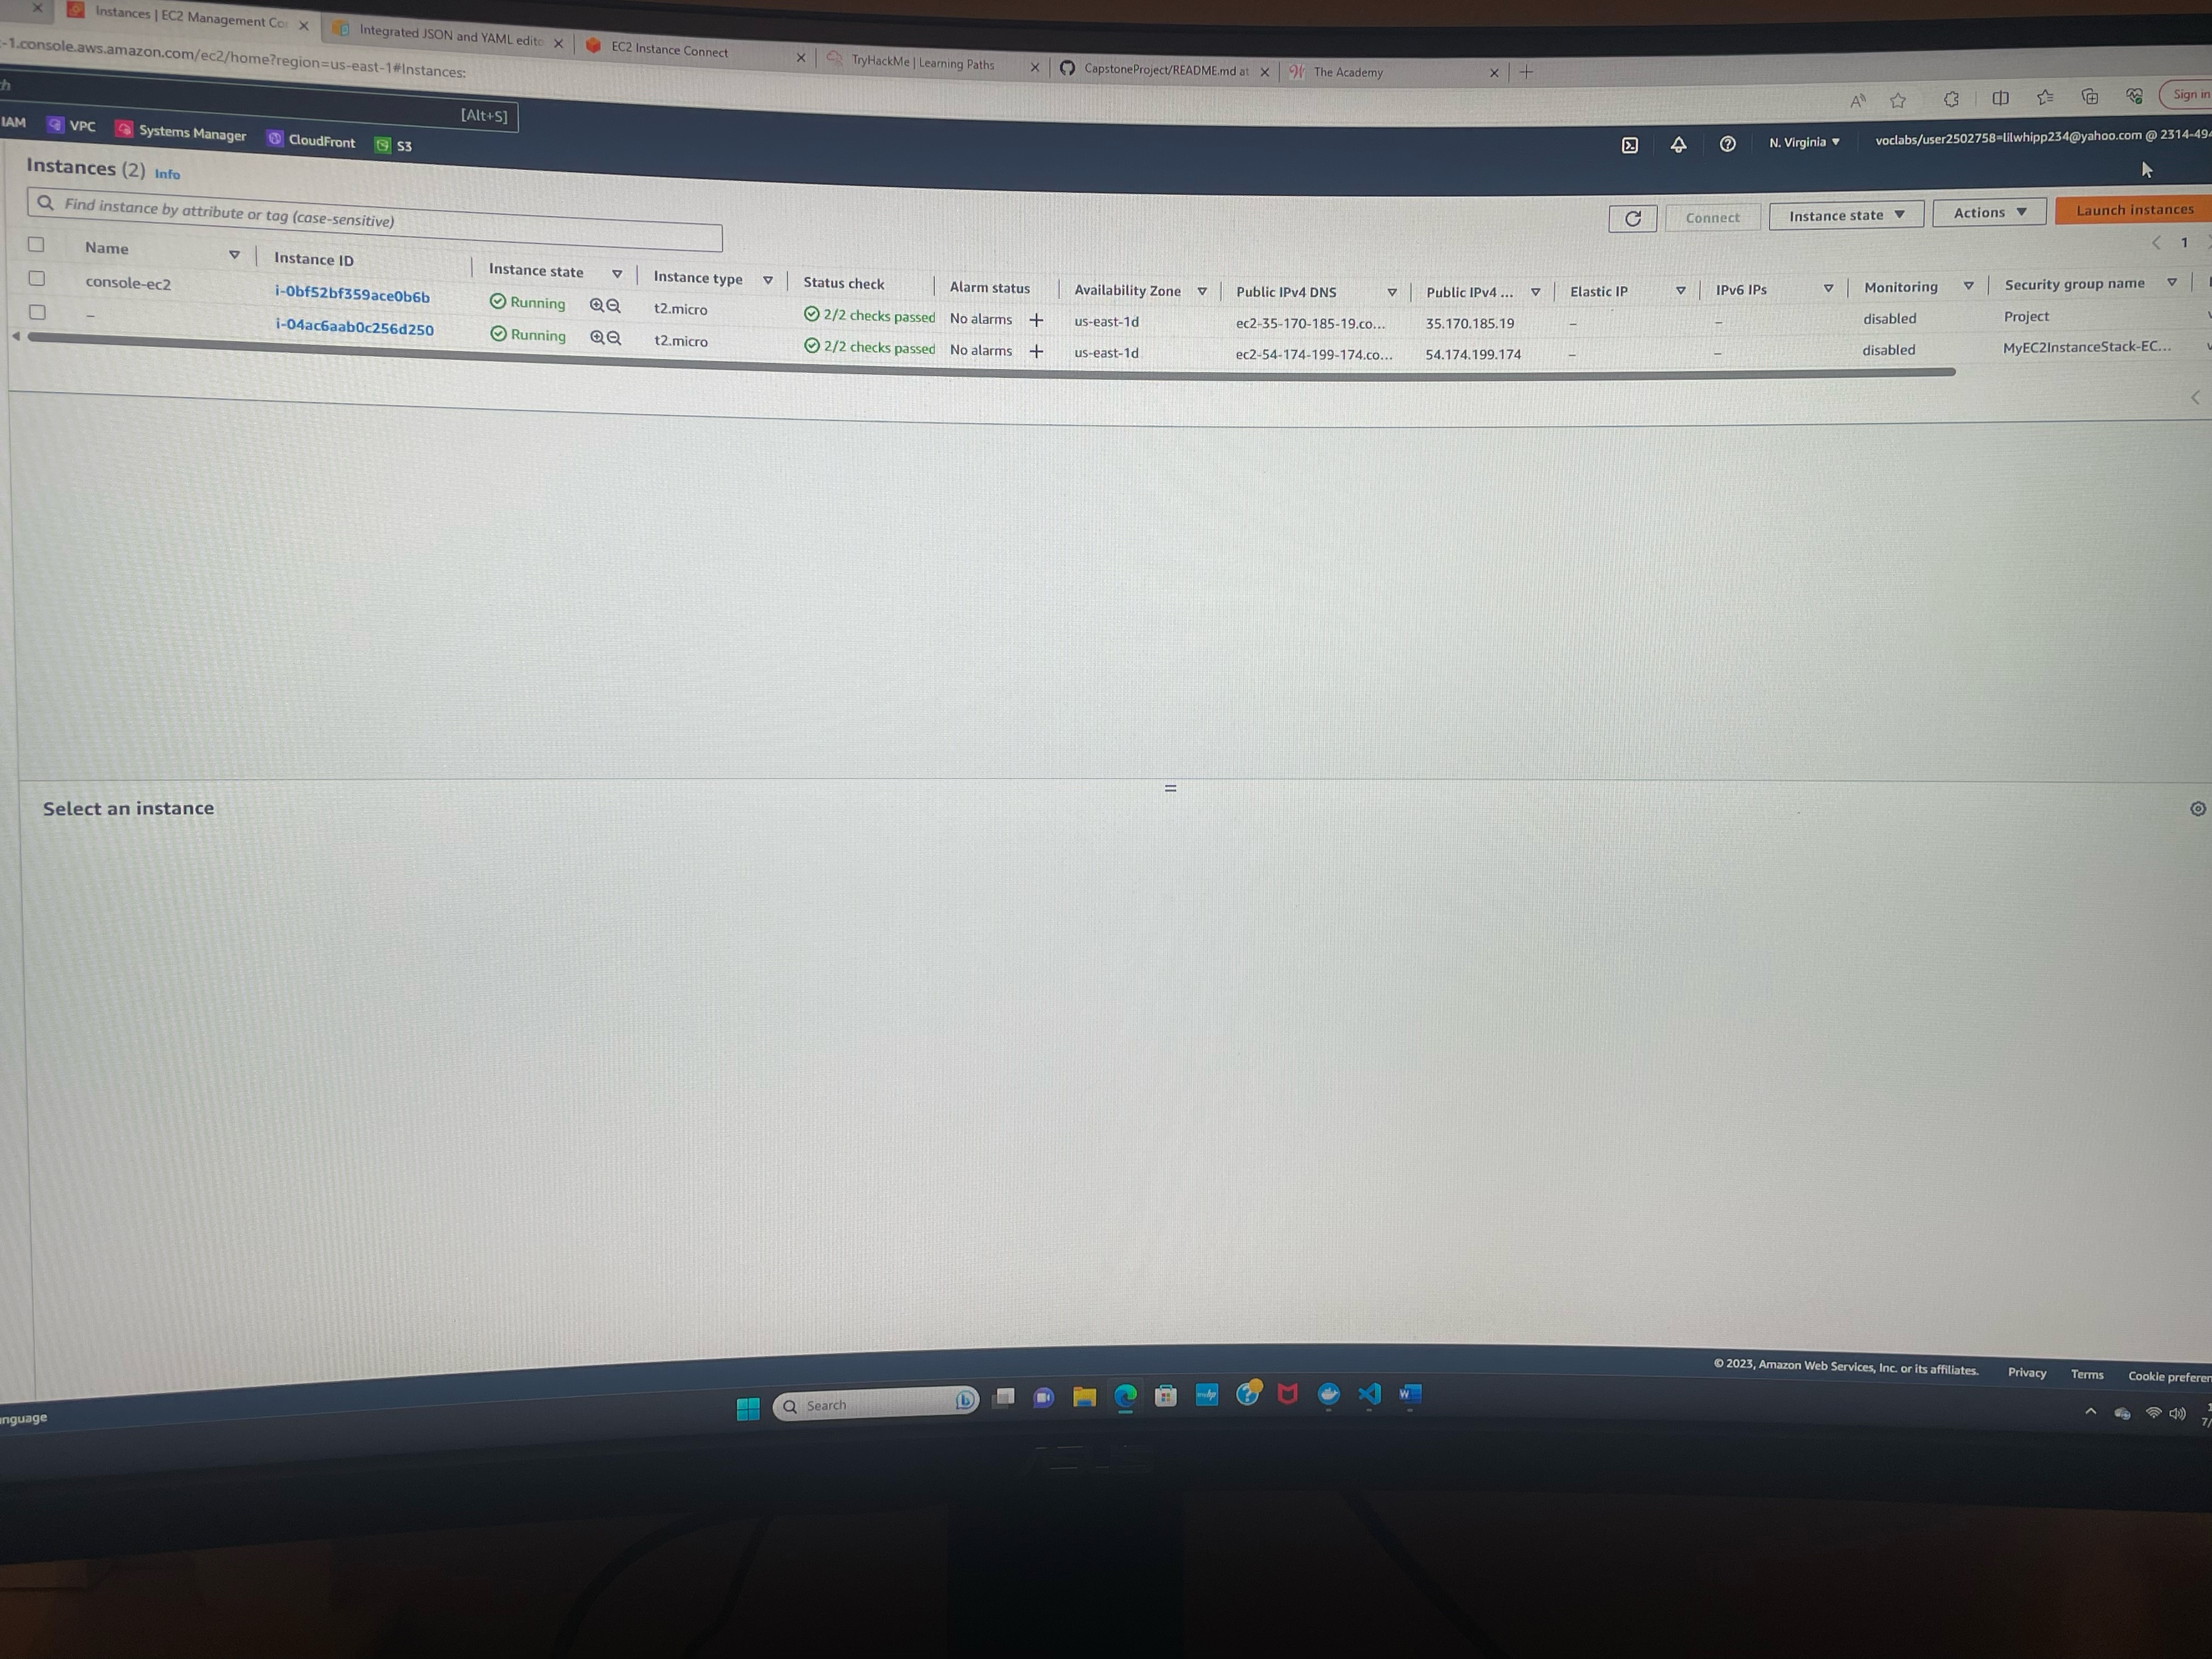 Instances | EC2 Management Co
Integrated JSON and YAML edito
EC2 Instance Connect
TryHackMe | Learning Paths
CapstoneProject/README.md at
The Academy
-1.console.aws.amazon.com/ec2/home?region=us-east-1#Instances:
Sign in
[Alt+S]
IAM VPC Systems Manager CloudFront S3
N. Virginia voclabs/user2502758=lilwhipp234@yahoo.com @ 2314-494
Instances (2) Info
Find instance by attribute or tag (case-sensitive)
Connect Instance state Actions Launch instances
1
Name Instance ID Instance state Instance type Status check Alarm status Availability Zone Public IPv4 DNS Public IPv4 ... Elastic IP IPv6 IPs Monitoring Security group name
console-ec2 i-0bf52bf359ace0b6b Running t2.micro 2/2 checks passed No alarms + us-east-1d ec2-35-170-185-19.co... 35.170.185.19 – – disabled Project
– i-04ac6aab0c256d250 Running t2.micro 2/2 checks passed No alarms + us-east-1d ec2-54-174-199-174.co... 54.174.199.174 – – disabled MyEC2InstanceStack-EC...
Select an instance
© 2023, Amazon Web Services, Inc. or its affiliates. Privacy Terms Cookie preferen
nguage
Search
7/